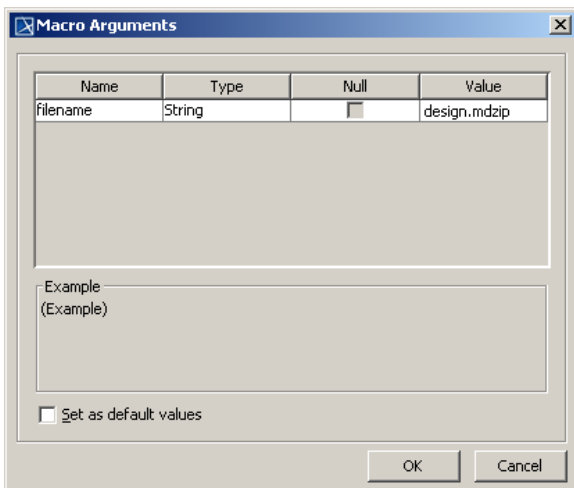 Macro Arguments
Name Type Null Value
filename String design.mdzip
Example
(Example)
Set as default values
OK Cancel